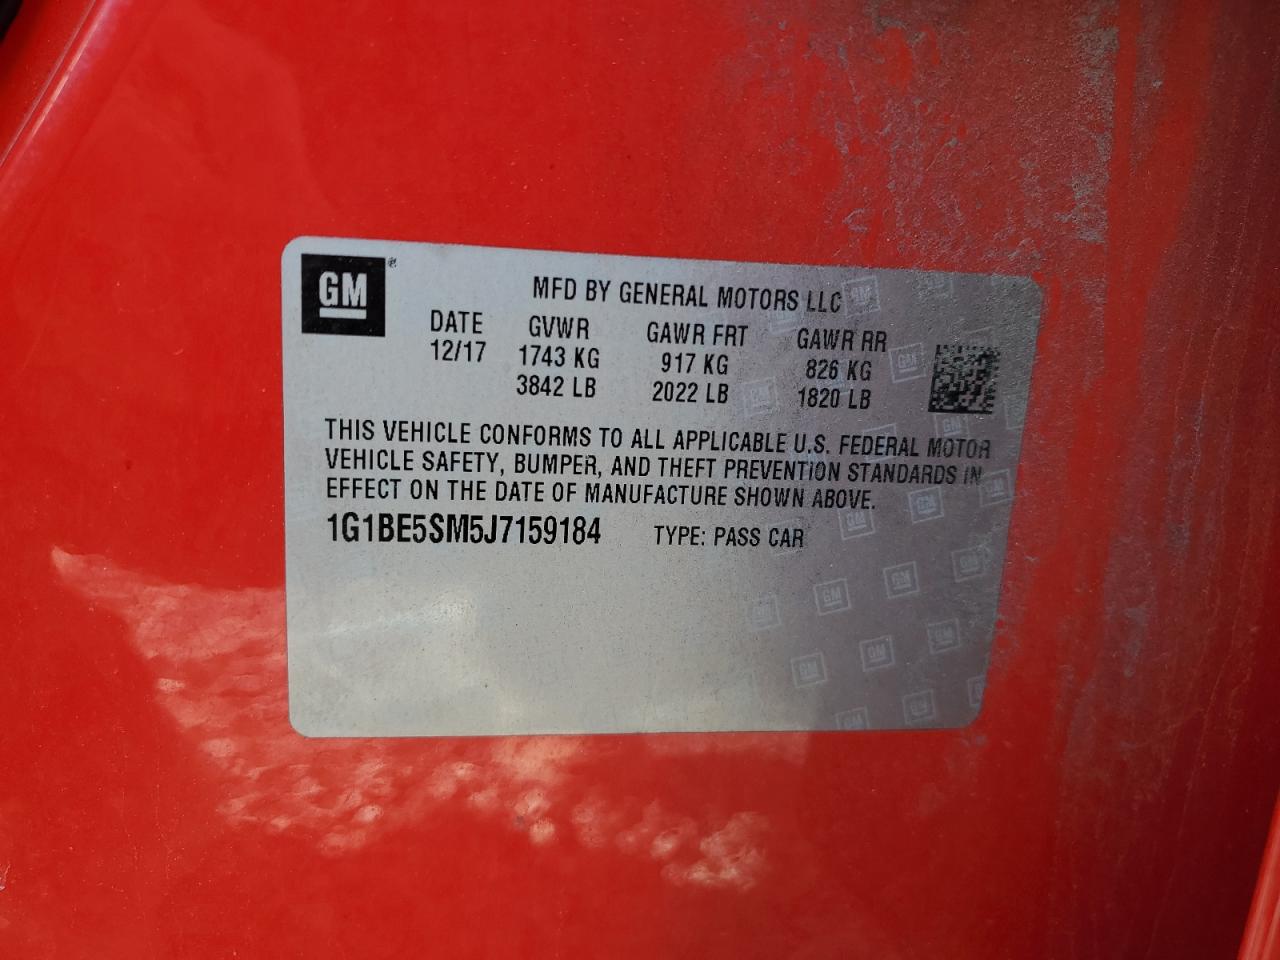 GM
MFD BY GENERAL MOTORS LLC
DATE GVWR GAWR FRT GAWR RR
12/17 1743 KG 917 KG 826 KG
3842 LB 2022 LB 1820 LB
THIS VEHICLE CONFORMS TO ALL APPLICABLE U.S. FEDERAL MOTOR
VEHICLE SAFETY, BUMPER, AND THEFT PREVENTION STANDARDS IN
EFFECT ON THE DATE OF MANUFACTURE SHOWN ABOVE.
1G1BE5SM5J7159184 TYPE: PASS CAR